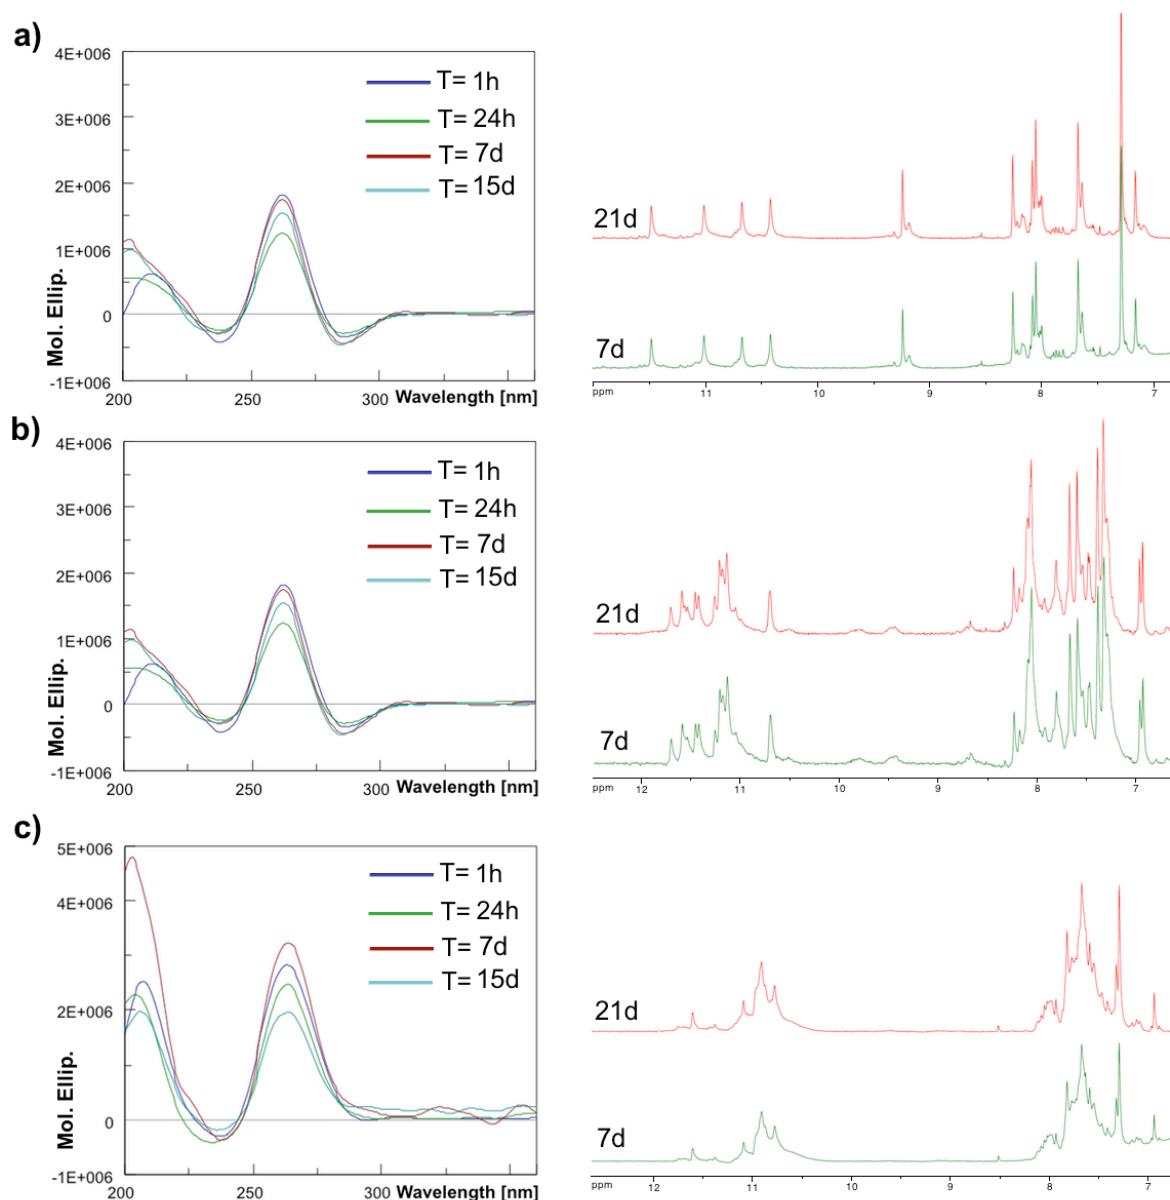 a)
4E+006
3E+006
2E+006
1E+006
0
-1E+006
Mol. Ellip.
200
250
300
Wavelength [nm]
T= 1h
T= 24h
T= 7d
T= 15d
21d
7d
ppm
11
10
9
8
7
b)
4E+006
3E+006
2E+006
1E+006
0
-1E+006
Mol. Ellip.
200
250
300
Wavelength [nm]
T= 1h
T= 24h
T= 7d
T= 15d
21d
7d
ppm
12
11
10
9
8
7
c)
5E+006
4E+006
2E+006
0
-1E+006
Mol. Ellip.
200
250
300
Wavelength [nm]
T= 1h
T= 24h
T= 7d
T= 15d
21d
7d
ppm
12
11
10
9
8
7